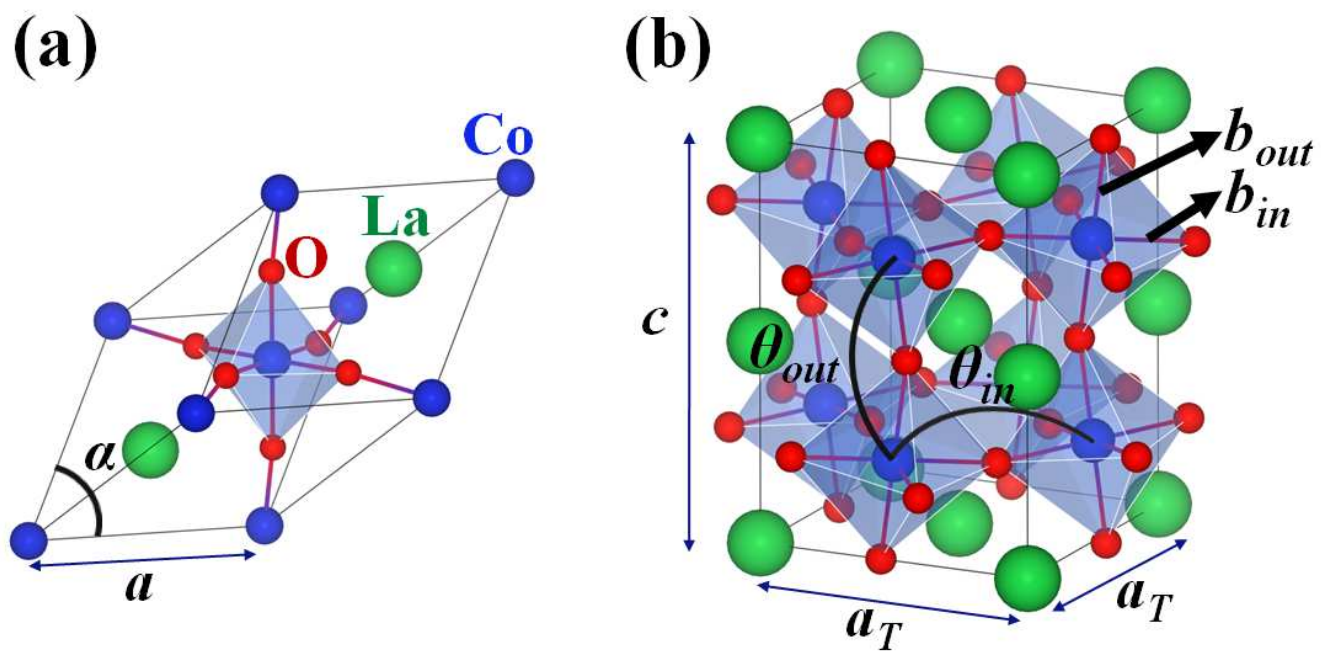 (a)
Co
La
O
α
a
(b)
b_out
b_in
c
θ_out
θ_in
a_T
a_T